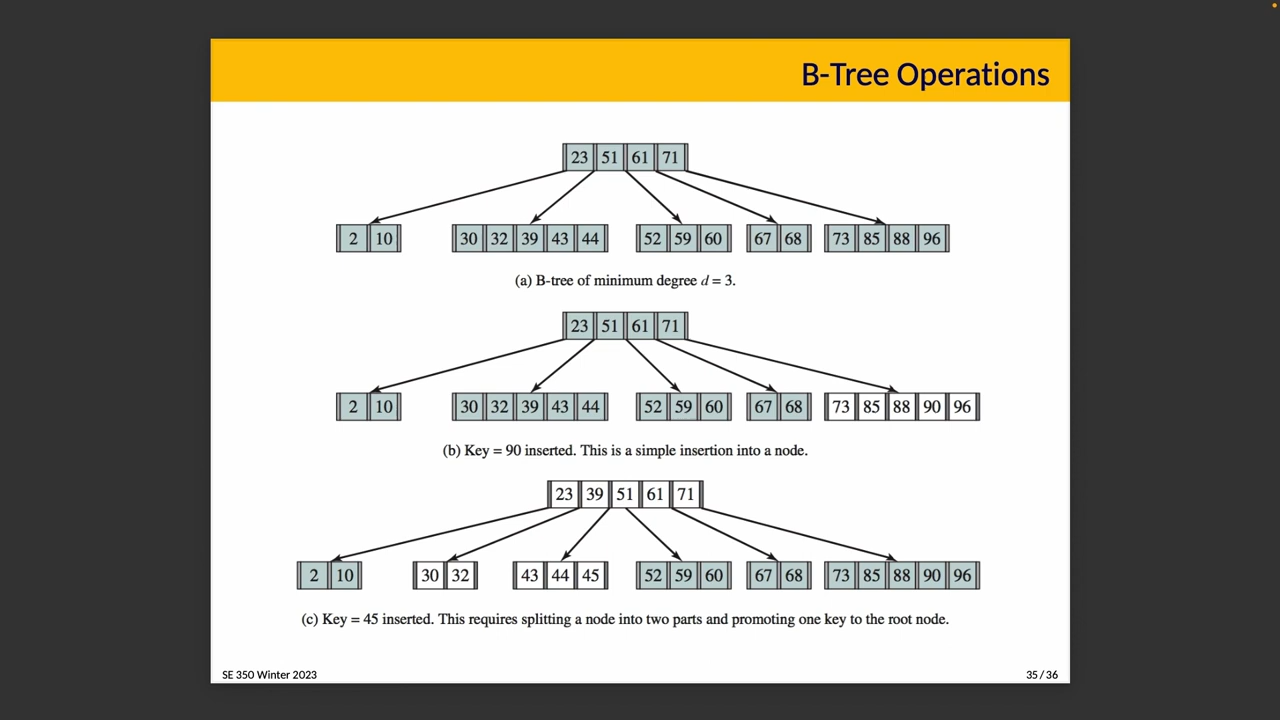 B-Tree Operations
23 51 61 71
2 10 30 32 39 43 44 52 59 60 67 68 73 85 88 96
(a) B-tree of minimum degree d = 3.
23 51 61 71
2 10 30 32 39 43 44 52 59 60 67 68 73 85 88 90 96
(b) Key = 90 inserted. This is a simple insertion into a node.
23 39 51 61 71
2 10 30 32 43 44 45 52 59 60 67 68 73 85 88 90 96
(c) Key = 45 inserted. This requires splitting a node into two parts and promoting one key to the root node.
SE 350 Winter 2023 35 / 36